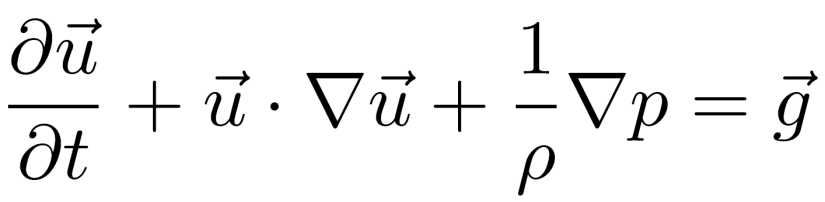 ∂u⃗/∂t + u⃗ · ∇u⃗ + 1/ρ ∇p = g⃗